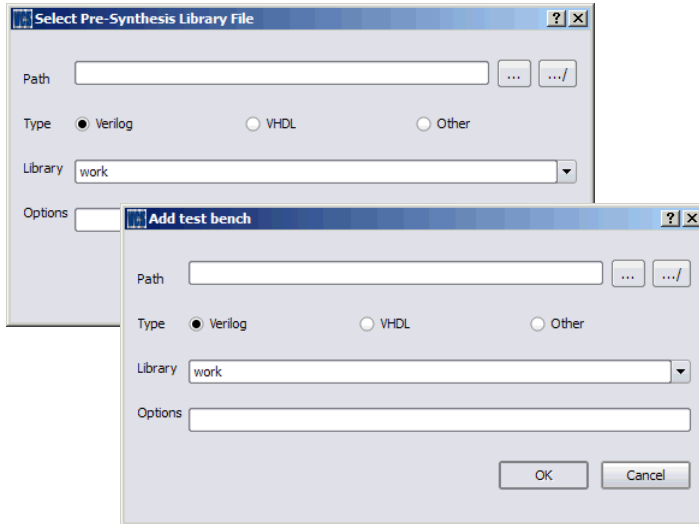 Select Pre-Synthesis Library File
Path ... .../
Type Verilog VHDL Other
Library work
Options
Add test bench
Path ... .../
Type Verilog VHDL Other
Library work
Options
OK Cancel